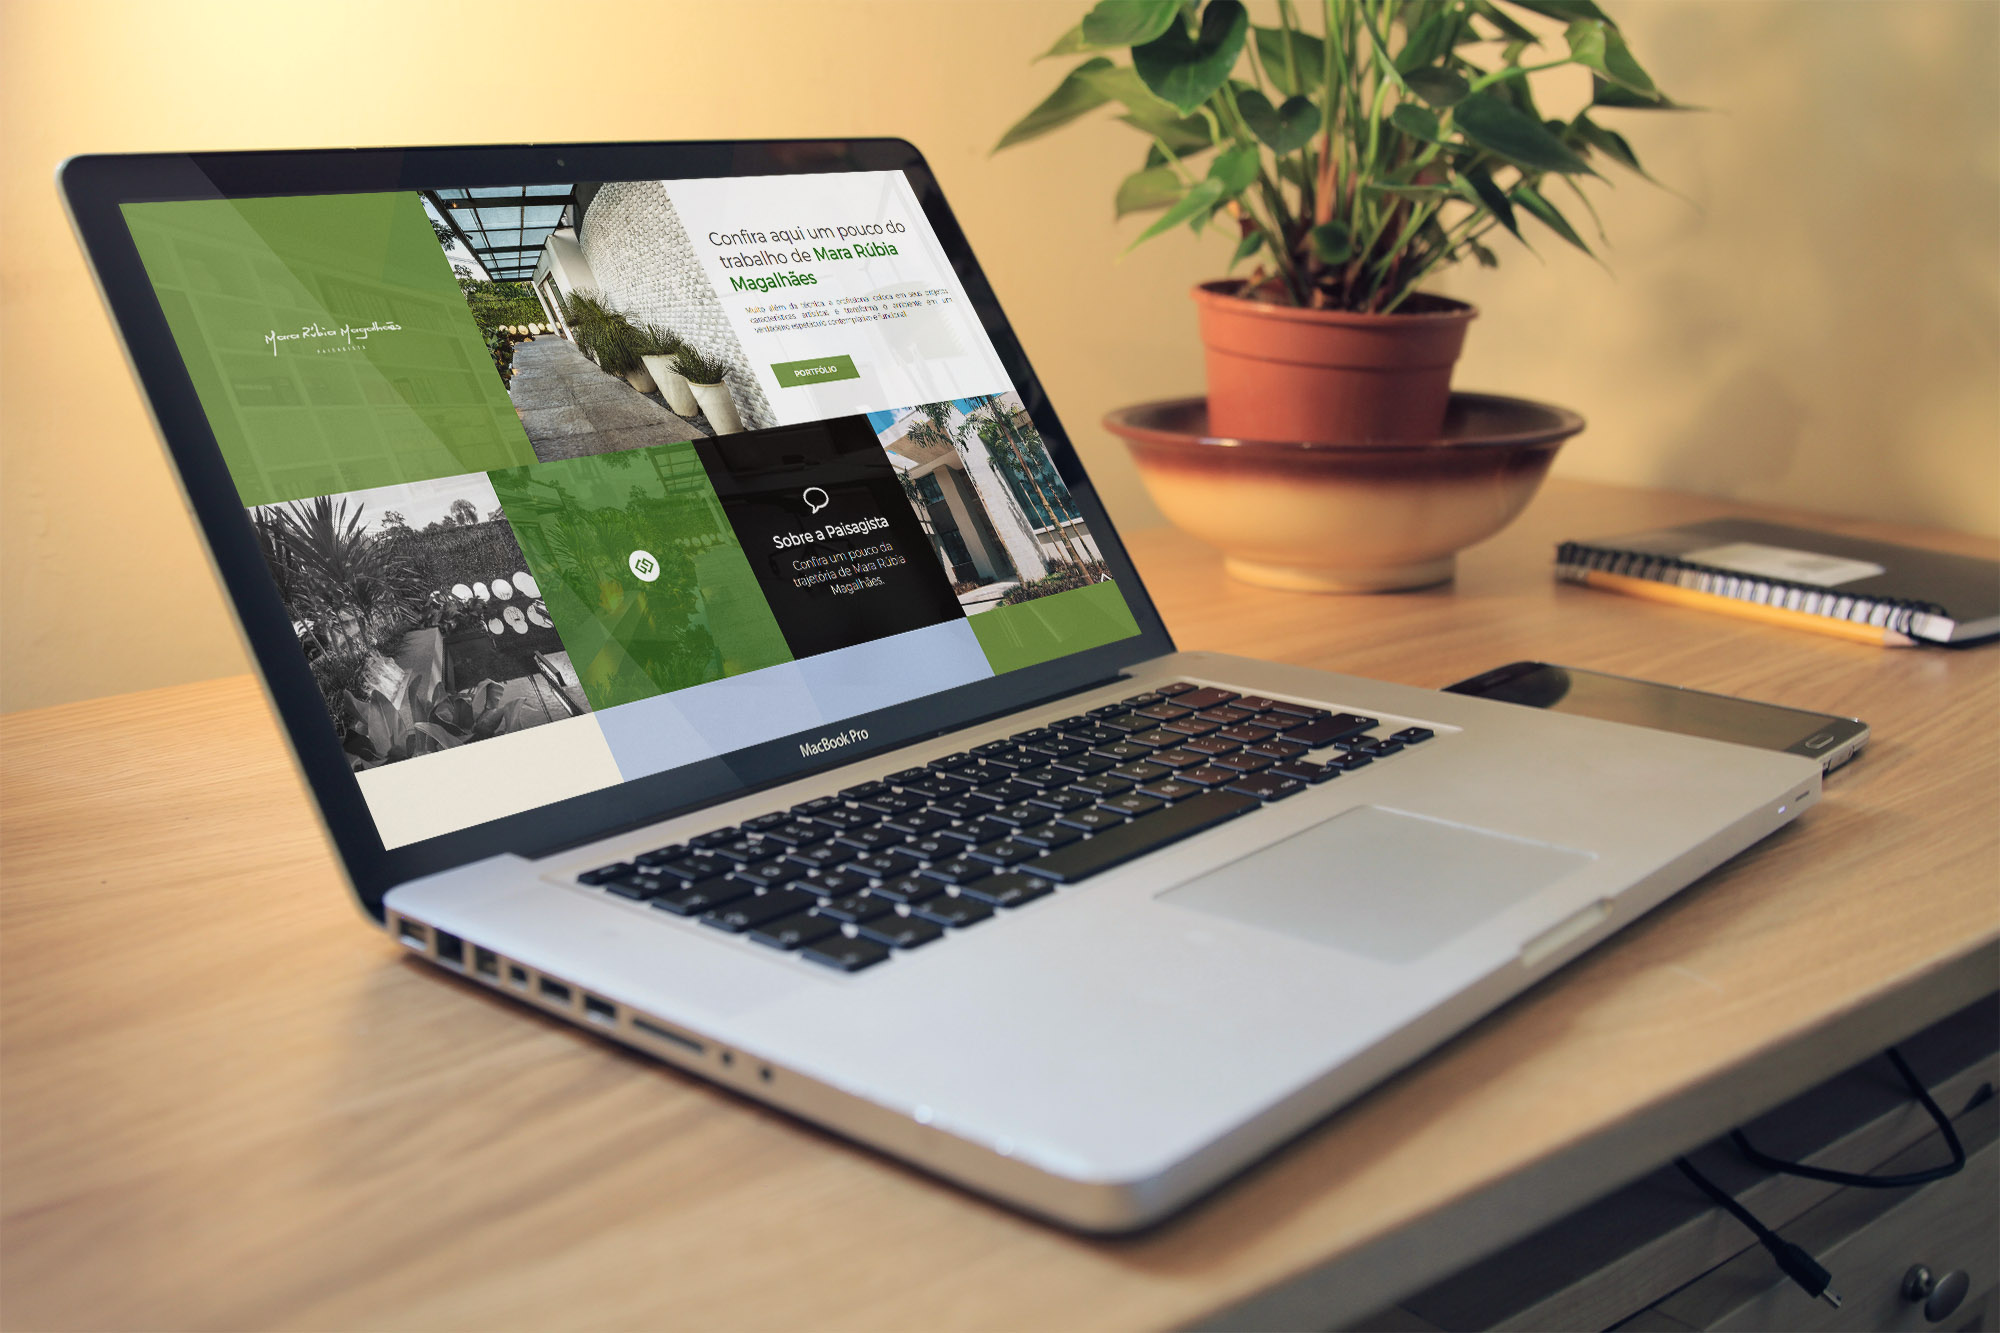 Mara Rúbia Magalhães
PAISAGISTA
Confira aqui um pouco do
trabalho de Mara Rúbia
Magalhães
Muito além da técnica, a profissional coloca em seus projetos
características artísticas e transforma o ambiente em um
verdadeiro espetáculo contemplativo e funcional.
PORTFÓLIO
Sobre a Paisagista
Confira um pouco da
trajetória de Mara Rúbia
Magalhães.
MacBook Pro